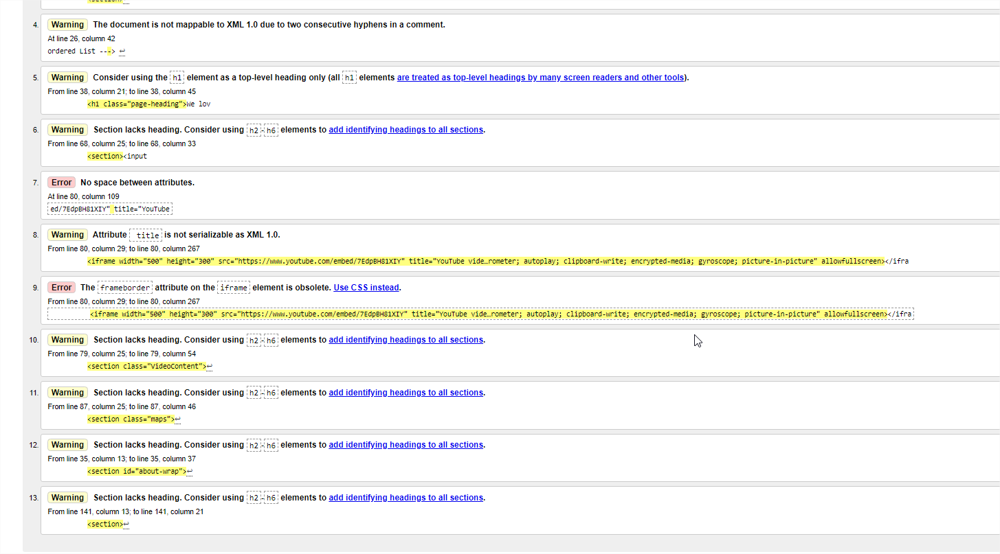 <section>↩
4. Warning The document is not mappable to XML 1.0 due to two consecutive hyphens in a comment.
At line 26, column 42
ordered List ---> ↩
5. Warning Consider using the h1 element as a top-level heading only (all h1 elements are treated as top-level headings by many screen readers and other tools).
From line 38, column 21; to line 38, column 45
<h1 class="page-heading">We lov
6. Warning Section lacks heading. Consider using h2-h6 elements to add identifying headings to all sections.
From line 68, column 25; to line 68, column 33
<section><input
7. Error No space between attributes.
At line 80, column 109
ed/7EdpBH81XIY" title="YouTube
8. Warning Attribute title is not serializable as XML 1.0.
From line 80, column 29; to line 80, column 267
<iframe width="500" height="300" src="https://www.youtube.com/embed/7EdpBH81XIY" title="YouTube vide…rometer; autoplay; clipboard-write; encrypted-media; gyroscope; picture-in-picture" allowfullscreen></ifra
9. Error The frameborder attribute on the iframe element is obsolete. Use CSS instead.
From line 80, column 29; to line 80, column 267
<iframe width="500" height="300" src="https://www.youtube.com/embed/7EdpBH81XIY" title="YouTube vide…rometer; autoplay; clipboard-write; encrypted-media; gyroscope; picture-in-picture" allowfullscreen></ifra
10. Warning Section lacks heading. Consider using h2-h6 elements to add identifying headings to all sections.
From line 79, column 25; to line 79, column 54
<section class="VideoContent">↩
11. Warning Section lacks heading. Consider using h2-h6 elements to add identifying headings to all sections.
From line 87, column 25; to line 87, column 46
<section class="maps">↩
12. Warning Section lacks heading. Consider using h2-h6 elements to add identifying headings to all sections.
From line 35, column 13; to line 35, column 37
<section id="about-wrap">↩
13. Warning Section lacks heading. Consider using h2-h6 elements to add identifying headings to all sections.
From line 141, column 13; to line 141, column 21
<section>↩